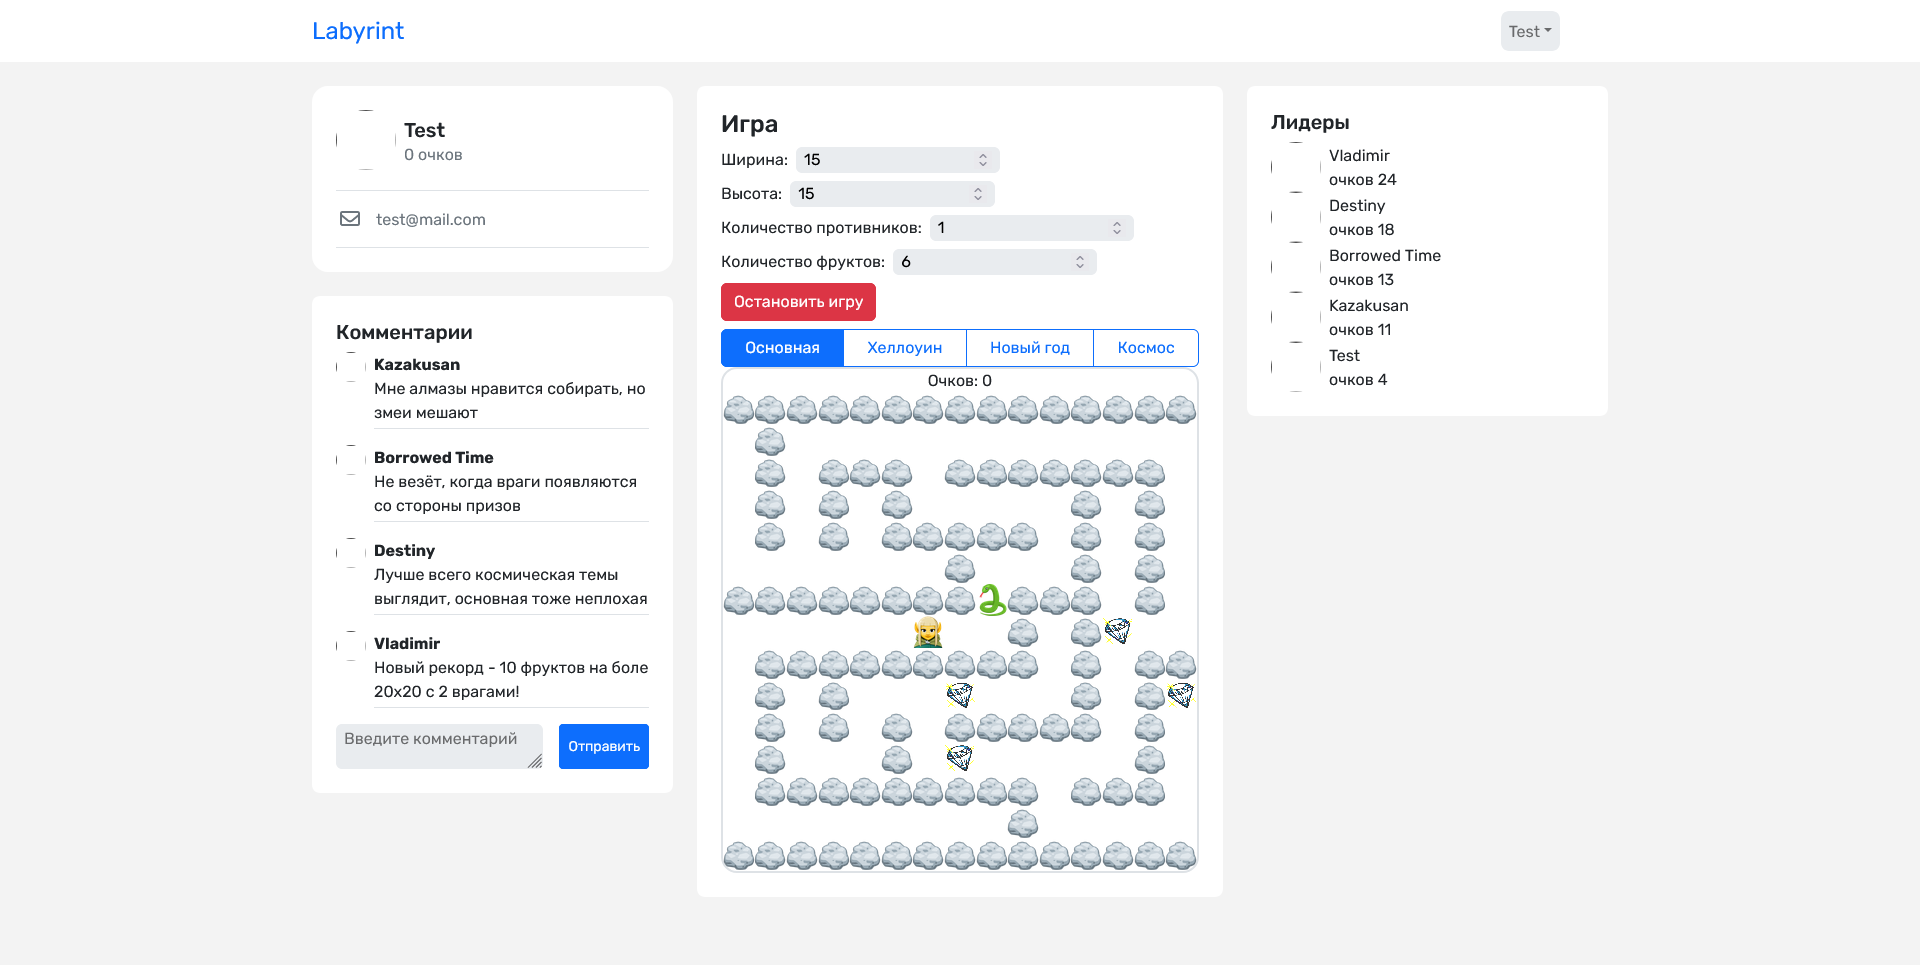 Labyrint
Test
Test
0 очков
test@mail.com
Комментарии
Kazakusan
Мне алмазы нравится собирать, но
змеи мешают
Borrowed Time
Не везёт, когда враги появляются
со стороны призов
Destiny
Лучше всего космическая темы
выглядит, основная тоже неплохая
Vladimir
Новый рекорд - 10 фруктов на боле
20x20 с 2 врагами!
Введите комментарий
Отправить
Игра
Ширина: 15
Высота: 15
Количество противников: 1
Количество фруктов: 6
Остановить игру
Основная Хеллоуин Новый год Космос
Очков: 0
Лидеры
Vladimir
очков 24
Destiny
очков 18
Borrowed Time
очков 13
Kazakusan
очков 11
Test
очков 4